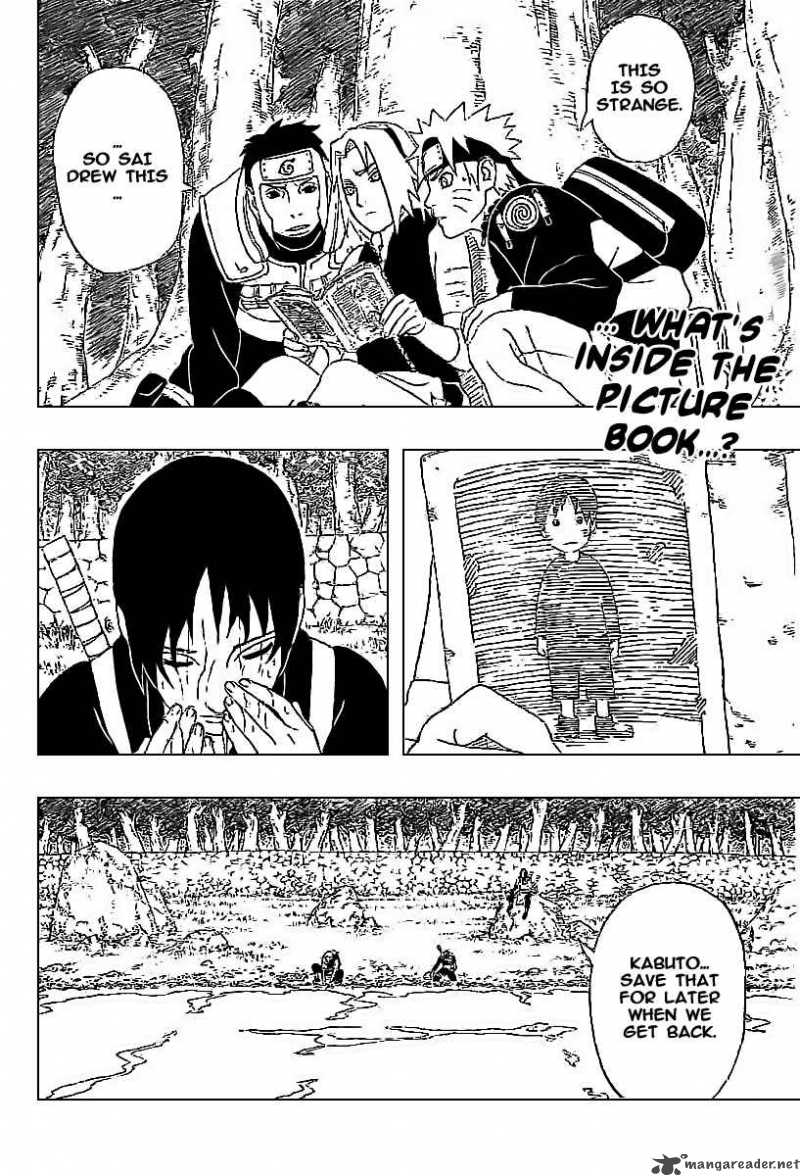 THIS
IS SO
STRANGE.
...
SO SAI
DREW THIS
...
... WHAT'S
INSIDE THE
PICTURE
BOOK...?
KABUTO...
SAVE THAT
FOR LATER
WHEN WE
GET BACK.
mangareader.net